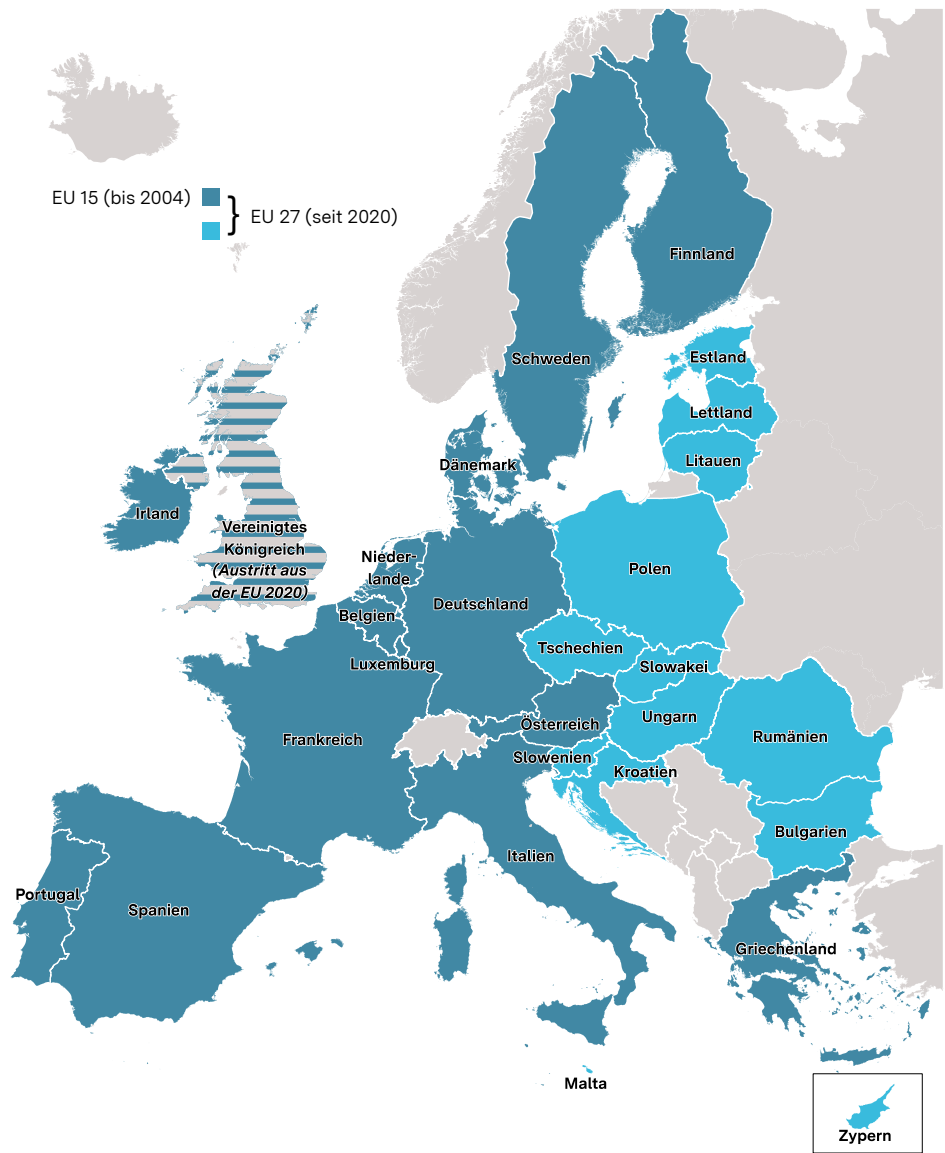 EU 15 (bis 2004)
} EU 27 (seit 2020)
Finnland
Schweden
Estland
Lettland
Litauen
Dänemark
Irland
Vereinigtes
Königreich
(Austritt aus
der EU 2020)
Nieder-
lande
Belgien
Luxemburg
Deutschland
Polen
Tschechien
Slowakei
Österreich
Ungarn
Slowenien
Kroatien
Rumänien
Bulgarien
Frankreich
Italien
Portugal
Spanien
Griechenland
Malta
Zypern